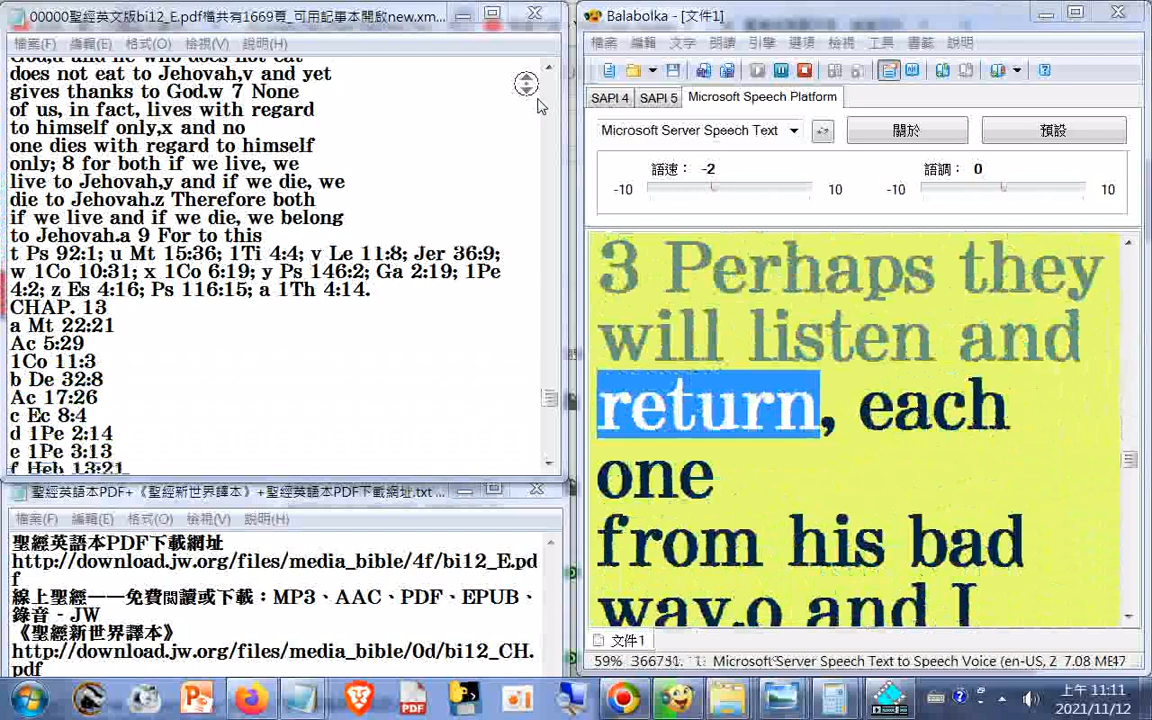 00000聖經英文版bi12_E.pdf檔共有1669頁_可用記事本開啟new.xm...
檔案(F) 編輯(E) 格式(O) 檢視(V) 說明(H)
God,u and he who does not eat
does not eat to Jehovah,v and yet
gives thanks to God.w 7 None
of us, in fact, lives with regard
to himself only,x and no
one dies with regard to himself
only; 8 for both if we live, we
live to Jehovah,y and if we die, we
die to Jehovah.z Therefore both
if we live and if we die, we belong
to Jehovah.a 9 For to this
t Ps 92:1; u Mt 15:36; 1Ti 4:4; v Le 11:8; Jer 36:9;
w 1Co 10:31; x 1Co 6:19; y Ps 146:2; Ga 2:19; 1Pe
4:2; z Es 4:16; Ps 116:15; a 1Th 4:14.
CHAP. 13
a Mt 22:21
Ac 5:29
1Co 11:3
b De 32:8
Ac 17:26
c Ec 8:4
d 1Pe 2:14
e 1Pe 3:13
f Heb 13:21
聖經英語本PDF+《聖經新世界譯本》+聖經英語本PDF下載網址.txt ...
檔案(F) 編輯(E) 格式(O) 檢視(V) 說明(H)
聖經英語本PDF下載網址
http://download.jw.org/files/media_bible/4f/bi12_E.pd
f
線上聖經——免費閱讀或下載：MP3、AAC、PDF、EPUB、
錄音 - JW
《聖經新世界譯本》
http://download.jw.org/files/media_bible/0d/bi12_CH.
pdf
Balabolka - [文件1]
檔案 編輯 文字 朗讀 引擎 選項 檢視 工具 書籤 說明
SAPI 4 SAPI 5 Microsoft Speech Platform
Microsoft Server Speech Text 關於 預設
語速： -2 語調： 0
-10 10 -10 10
3 Perhaps they
will listen and
return, each
one
from his bad
way,o and I
文件1
59% 366731. Microsoft Server Speech Text to Speech Voice (en-US, Z 7.08 MB
上午 11:11
2021/11/12